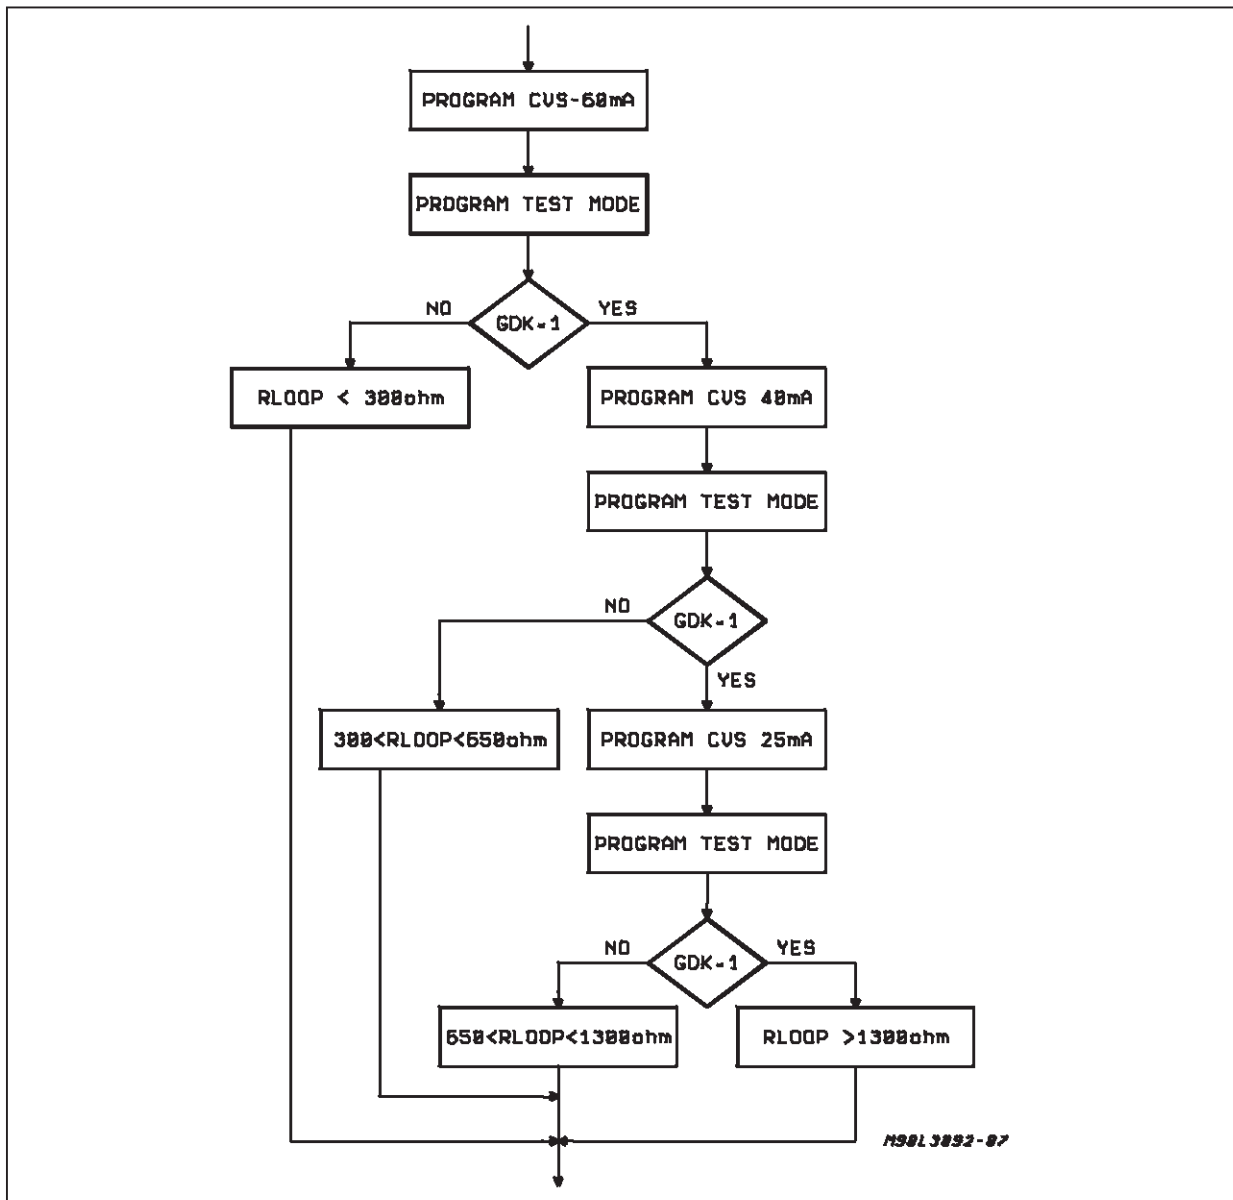 PROGRAM CVS-60mA
PROGRAM TEST MODE
NO
GDK=1
YES
RLOOP < 300ohm
PROGRAM CVS 40mA
PROGRAM TEST MODE
NO
GDK=1
YES
300<RLOOP<650ohm
PROGRAM CVS 25mA
PROGRAM TEST MODE
NO
GDK=1
YES
650<RLOOP<1300ohm
RLOOP >1300ohm
M90L3092-07